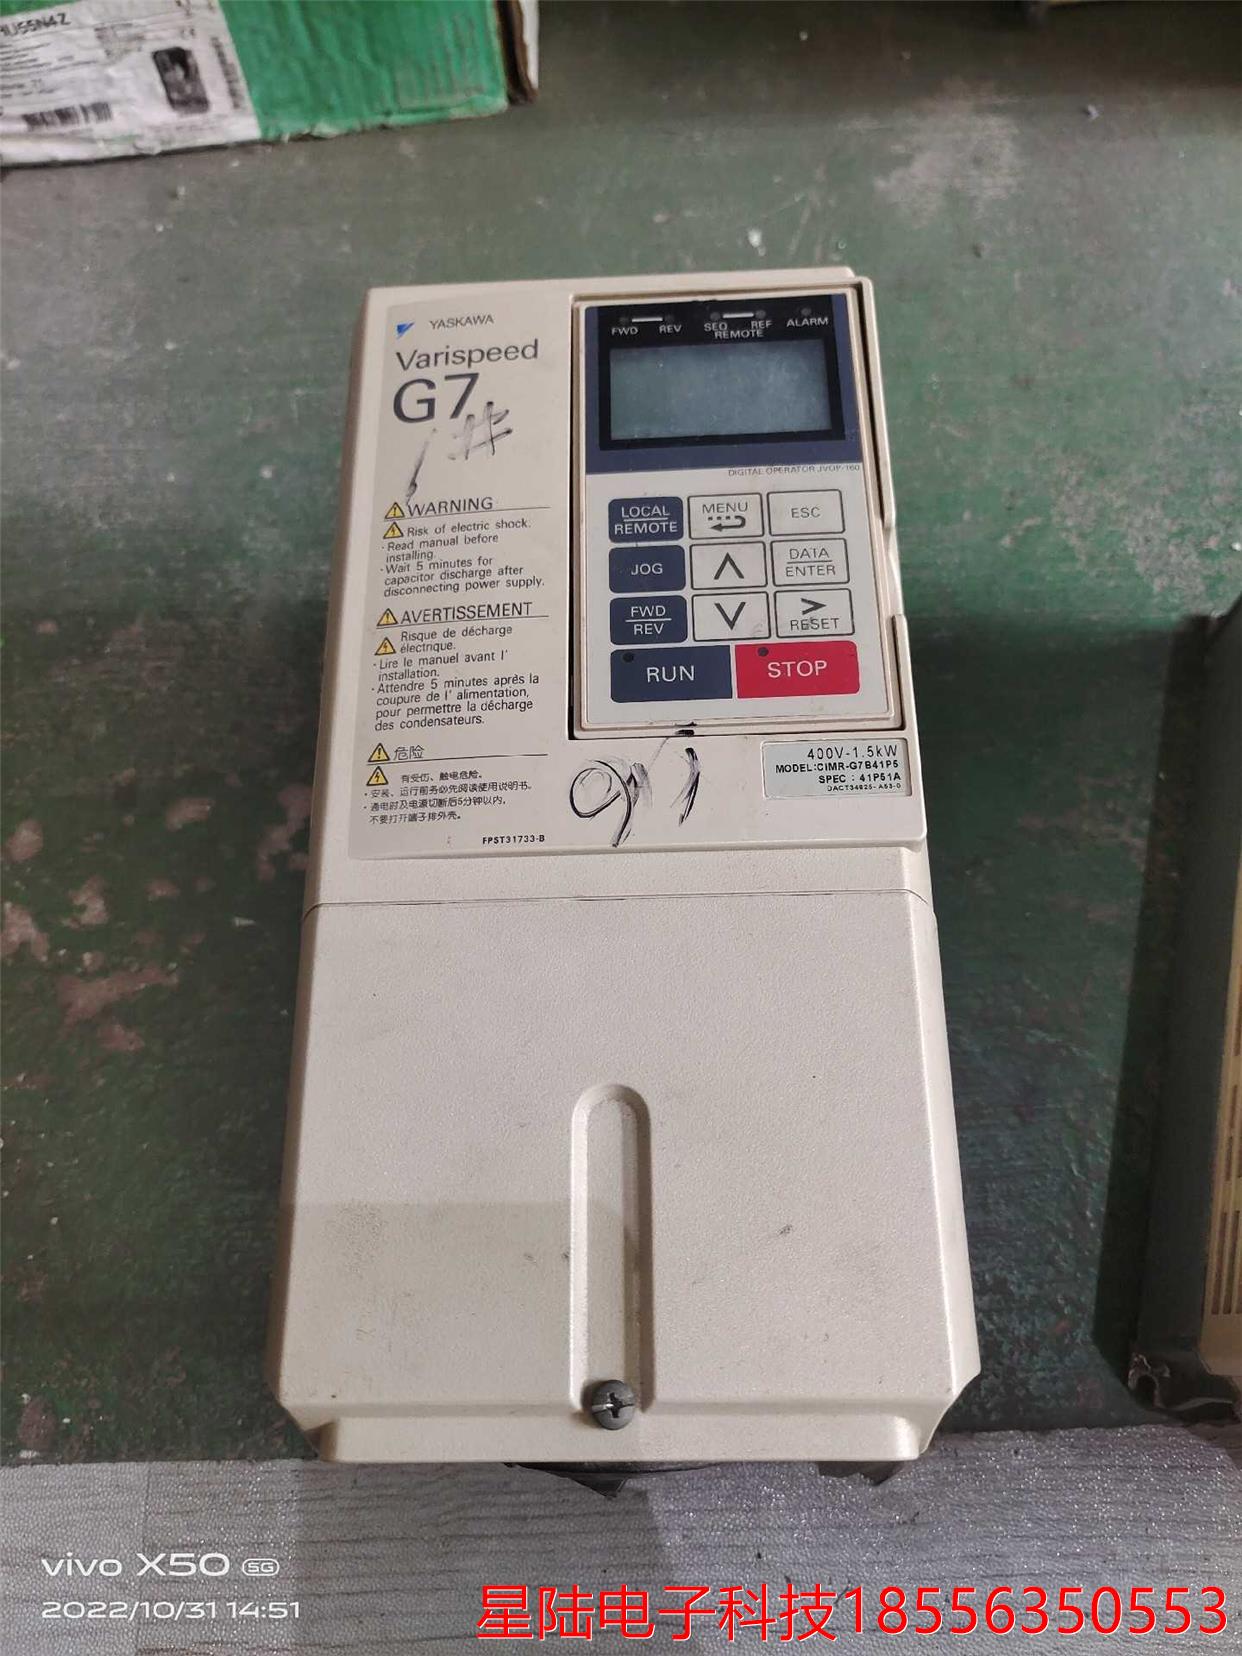 U55N4Z
YASKAWA
Varispeed
G7
1#
FWD REV SEQ REF ALARM
REMOTE
DIGITAL OPERATOR JVOP-160
LOCAL
REMOTE
MENU
ESC
JOG
DATA
ENTER
FWD
REV
>
RESET
RUN
STOP
WARNING
Risk of electric shock.
· Read manual before
installing.
· Wait 5 minutes for
capacitor discharge after
disconnecting power supply.
AVERTISSEMENT
Risque de décharge
électrique.
· Lire le manuel avant l'
installation.
· Attendre 5 minutes après la
coupure de l' alimentation,
pour permettre la décharge
des condensateurs.
危险
有受伤、触电危险。
· 安装、运行前务必先阅读使用说明书。
· 通电时及电源切断后5分钟以内，
不要打开端子排外壳。
FPST31733-B
400V-1.5kW
MODEL:CIMR-G7B41P5
SPEC : 41P51A
vivo X50 5G
2022/10/31 14:51
星陆电子科技18556350553